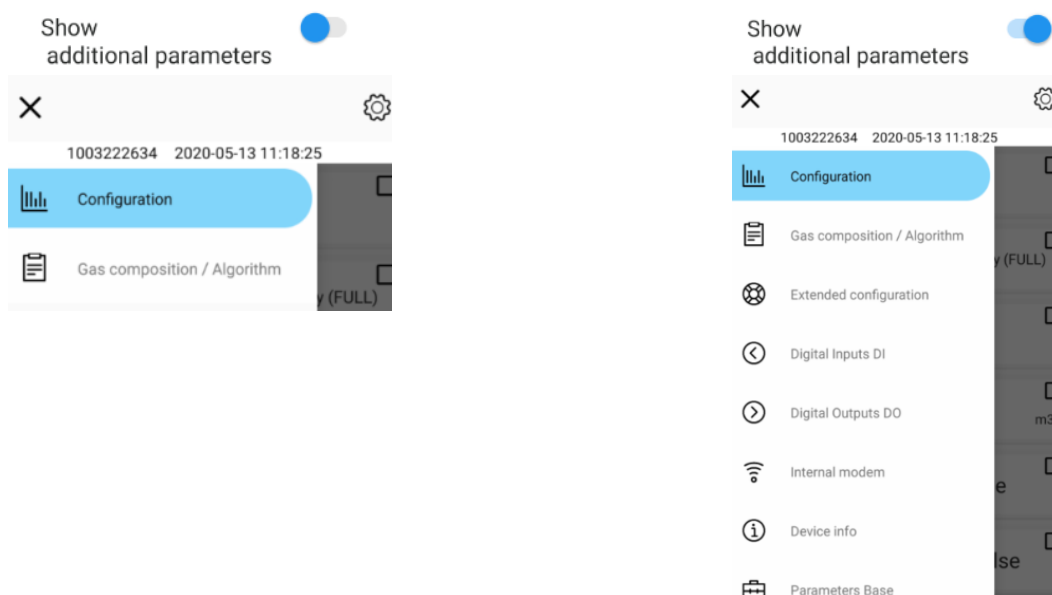 Show
additional parameters
1003222634 2020-05-13 11:18:25
Configuration
Gas composition / Algorithm
y (FULL)
Show
additional parameters
1003222634 2020-05-13 11:18:25
Configuration
Gas composition / Algorithm
y (FULL)
Extended configuration
Digital Inputs DI
Digital Outputs DO
m3
Internal modem
e
Device info
lse
Parameters Base